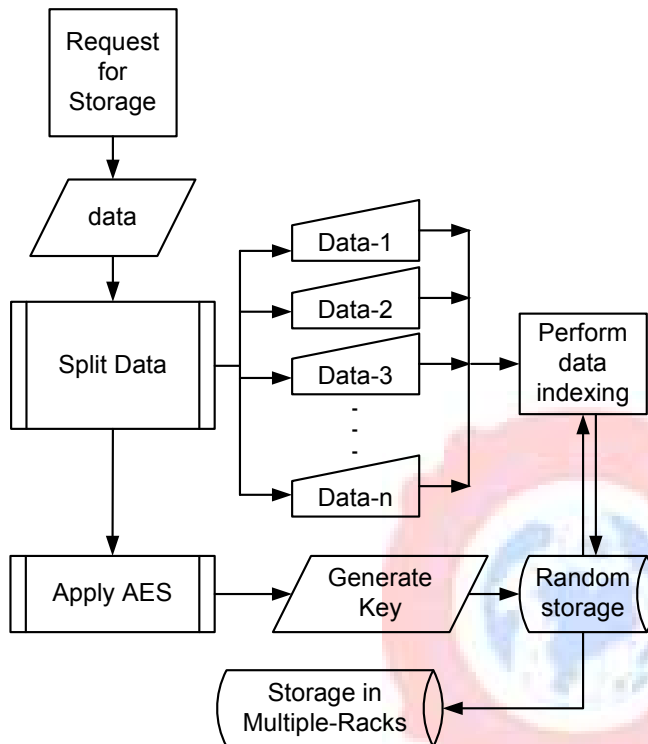 Request
for
Storage
data
Split Data
Data-1
Data-2
Data-3
Data-n
Perform
data
indexing
Apply AES
Generate
Key
Random
storage
Storage in
Multiple-Racks